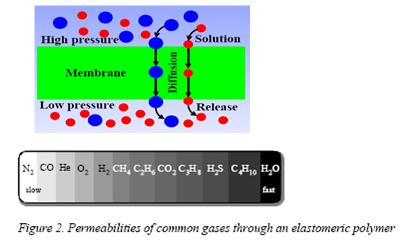 High pressure Solution
Membrane Diffusion
Low pressure Release
N₂ CO He O₂ H₂ CH₄ C₂H₆ CO₂ C₃H₈ H₂S C₄H₁₀ H₂O
slow fast
Figure 2. Permeabilities of common gases through an elastomeric polymer